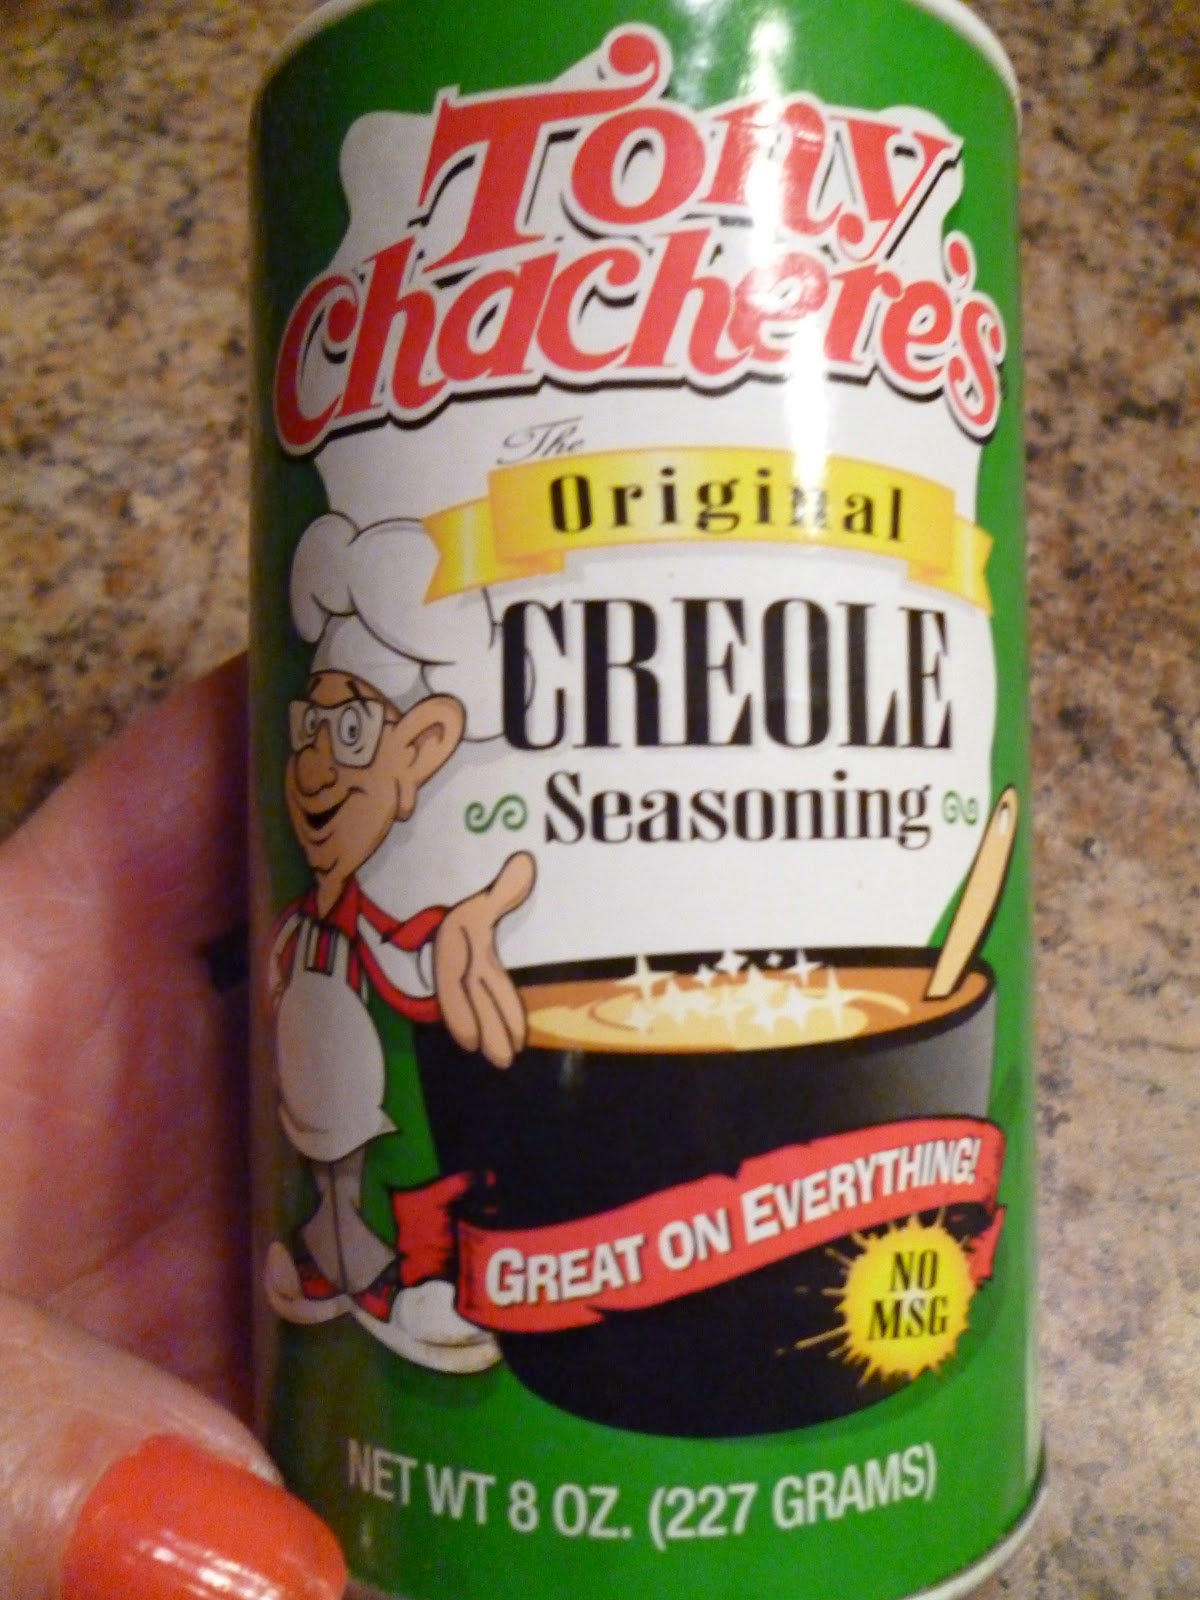 Tony
Chachere's
The
Original
CREOLE
Seasoning
GREAT ON EVERYTHING!
NO
MSG
NET WT 8 OZ. (227 GRAMS)